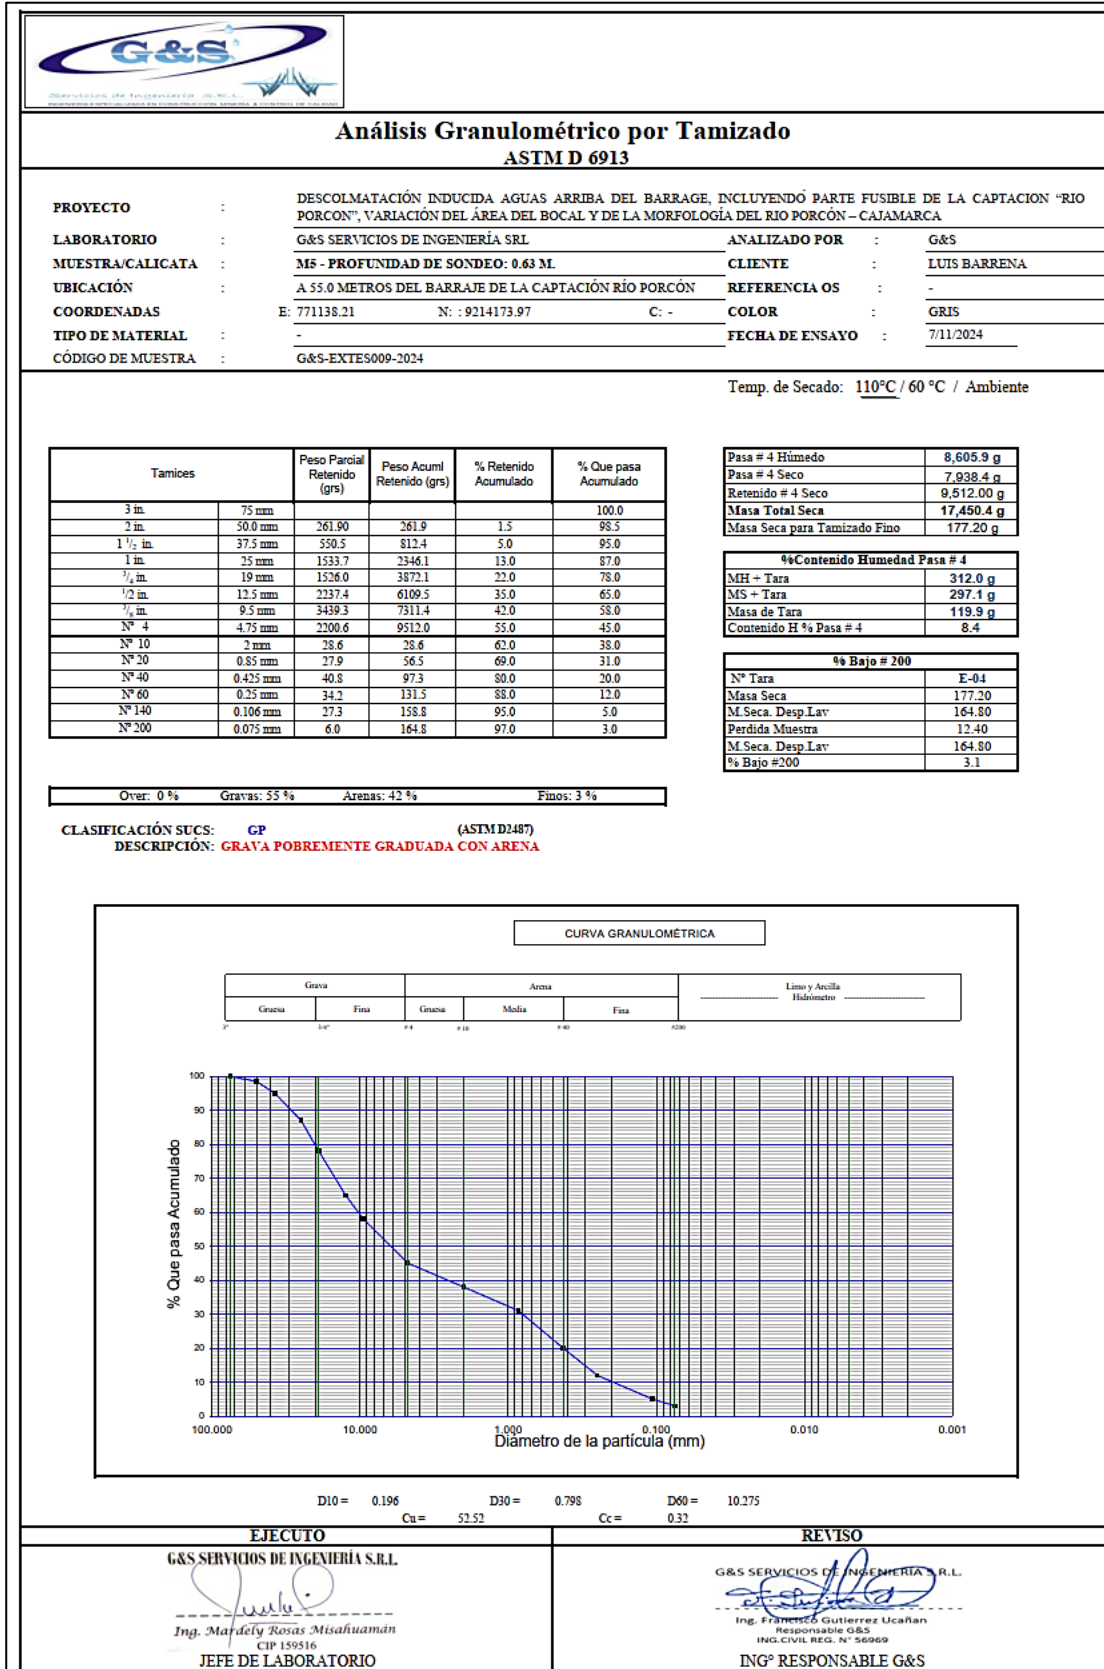 G&S
Servicios de Ingeniería S.R.L.
INGENIERIA ESPECIALIZADA EN CONSTRUCCIÓN MINERIA & CONTROL DE CALIDAD
Análisis Granulométrico por Tamizado
ASTM D 6913
PROYECTO : DESCOLMATACIÓN INDUCIDA AGUAS ARRIBA DEL BARRAGE, INCLUYENDO PARTE FUSIBLE DE LA CAPTACION “RIO
PORCON”, VARIACIÓN DEL ÁREA DEL BOCAL Y DE LA MORFOLOGÍA DEL RIO PORCÓN – CAJAMARCA
LABORATORIO : G&S SERVICIOS DE INGENIERÍA SRL ANALIZADO POR : G&S
MUESTRA/CALICATA : M5 - PROFUNIDAD DE SONDEO: 0.63 M. CLIENTE : LUIS BARRENA
UBICACIÓN : A 55.0 METROS DEL BARRAJE DE LA CAPTACIÓN RÍO PORCÓN REFERENCIA OS : -
COORDENADAS E: 771138.21 N: : 9214173.97 C: - COLOR : GRIS
TIPO DE MATERIAL : - FECHA DE ENSAYO : 7/11/2024
CÓDIGO DE MUESTRA : G&S-EXTES009-2024
Temp. de Secado: 110°C / 60 °C / Ambiente
Tamices Peso Parcial Retenido (grs) Peso Acuml Retenido (grs) % Retenido Acumulado % Que pasa Acumulado
3 in. 75 mm 100.0
2 in. 50.0 mm 261.90 261.9 1.5 98.5
1 1/2 in. 37.5 mm 550.5 812.4 5.0 95.0
1 in. 25 mm 1533.7 2346.1 13.0 87.0
3/4 in. 19 mm 1526.0 3872.1 22.0 78.0
1/2 in. 12.5 mm 2237.4 6109.5 35.0 65.0
3/8 in. 9.5 mm 3439.3 7311.4 42.0 58.0
Nº 4 4.75 mm 2200.6 9512.0 55.0 45.0
Nº 10 2 mm 28.6 28.6 62.0 38.0
Nº 20 0.85 mm 27.9 56.5 69.0 31.0
Nº 40 0.425 mm 40.8 97.3 80.0 20.0
Nº 60 0.25 mm 34.2 131.5 88.0 12.0
Nº 140 0.106 mm 27.3 158.8 95.0 5.0
Nº 200 0.075 mm 6.0 164.8 97.0 3.0
Pasa # 4 Húmedo 8,605.9 g
Pasa # 4 Seco 7,938.4 g
Retenido # 4 Seco 9,512.00 g
Masa Total Seca 17,450.4 g
Masa Seca para Tamizado Fino 177.20 g
%Contenido Humedad Pasa # 4
MH + Tara 312.0 g
MS + Tara 297.1 g
Masa de Tara 119.9 g
Contenido H % Pasa # 4 8.4
% Bajo # 200
Nº Tara E-04
Masa Seca 177.20
M.Seca. Desp.Lav 164.80
Perdida Muestra 12.40
M.Seca. Desp.Lav 164.80
% Bajo #200 3.1
Over: 0 % Gravas: 55 % Arenas: 42 % Finos: 3 %
CLASIFICACIÓN SUCS: GP (ASTM D2487)
DESCRIPCIÓN: GRAVA POBREMENTE GRADUADA CON ARENA
CURVA GRANULOMÉTRICA
Grava Arena Limo y Arcilla
Hidrómetro
Gruesa Fina Gruesa Media Fina
3" 3/4" # 4 # 10 # 40 #200
% Que pasa Acumulado
100
90
80
70
60
50
40
30
20
10
0
100.000 10.000 1.000 0.100 0.010 0.001
Diámetro de la partícula (mm)
D10 = 0.196 D30 = 0.798 D60 = 10.275
Cu = 52.52 Cc = 0.32
EJECUTO REVISO
G&S SERVICIOS DE INGENIERÍA S.R.L.
Ing. Mardely Rosas Misahuamán
CIP 159516
JEFE DE LABORATORIO
G&S SERVICIOS DE INGENIERIA S.R.L.
Ing. Francisco Gutierrez Ucañan
Responsable G&S
ING.CIVIL REG. N° 56969
ING° RESPONSABLE G&S